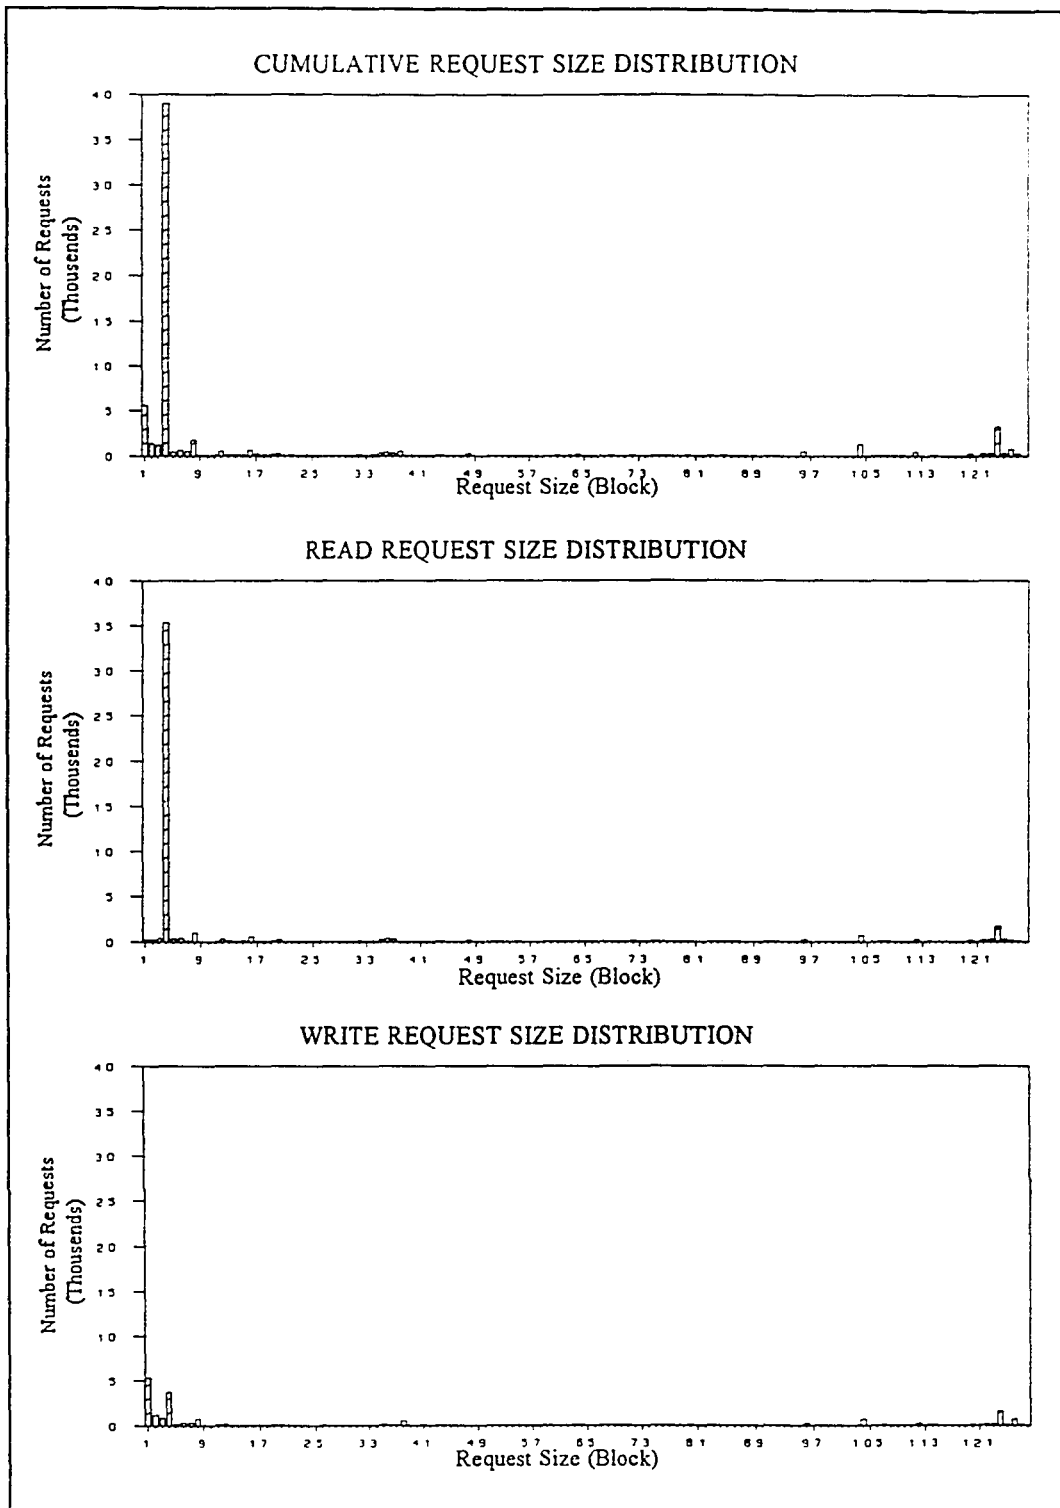 CUMULATIVE REQUEST SIZE DISTRIBUTION
Number of Requests
(Thousends)
40
35
30
25
20
15
10
5
0
1 9 17 25 33 41 49 57 65 73 81 89 97 105 113 121
Request Size (Block)
READ REQUEST SIZE DISTRIBUTION
Number of Requests
(Thousends)
40
35
30
25
20
15
10
5
0
1 9 17 25 33 41 49 57 65 73 81 89 97 105 113 121
Request Size (Block)
WRITE REQUEST SIZE DISTRIBUTION
Number of Requests
(Thousends)
40
35
30
25
20
15
10
5
0
1 9 17 25 33 41 49 57 65 73 81 89 97 105 113 121
Request Size (Block)